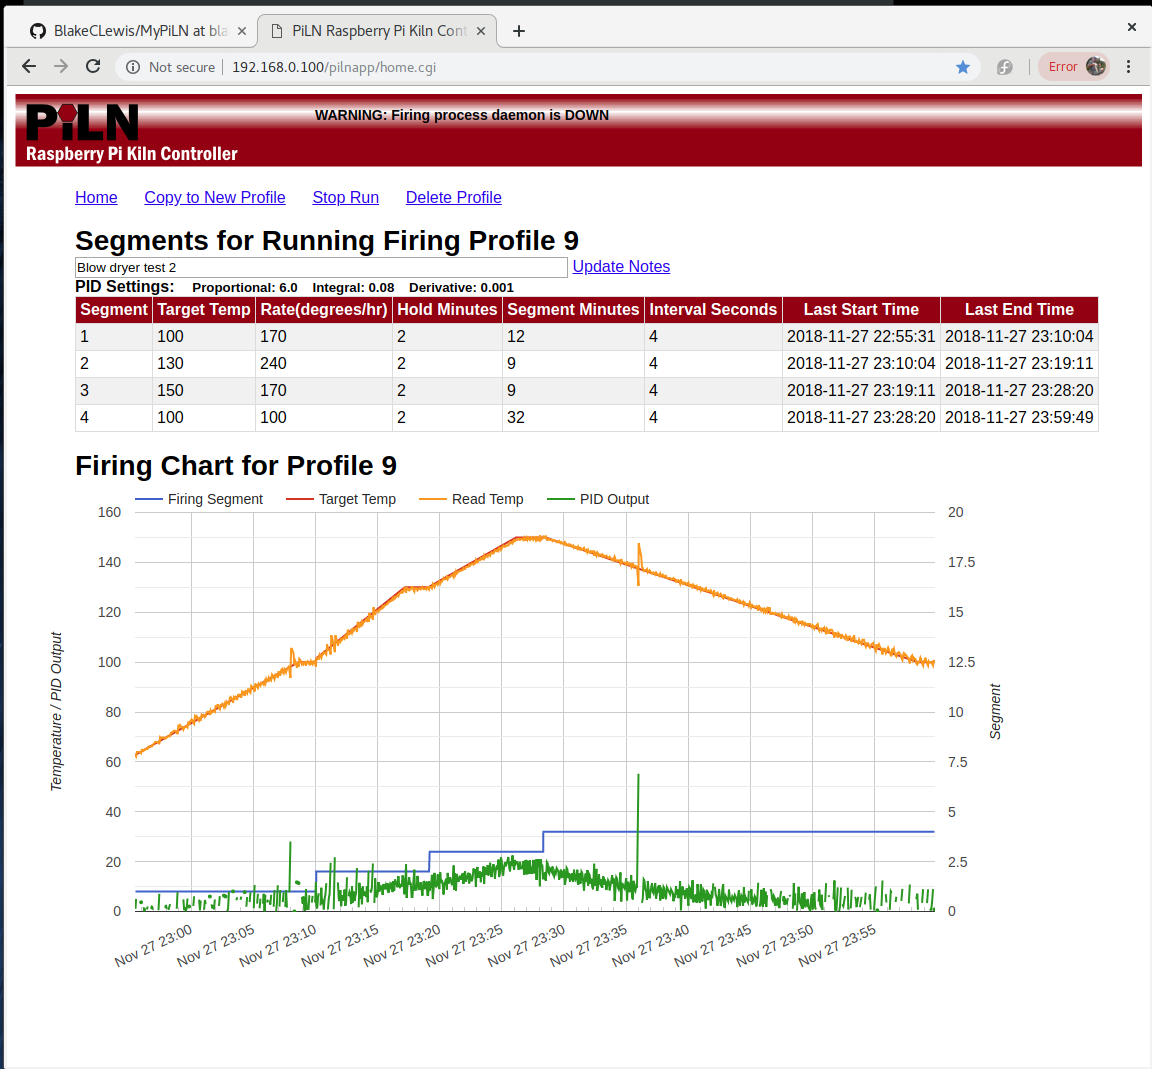 BlakeCLewis/MyPiLN at bla
PiLN Raspberry Pi Kiln Cont
Not secure 192.168.0.100/pilnapp/home.cgi Error
PiLN
WARNING: Firing process daemon is DOWN
Raspberry Pi Kiln Controller
Home Copy to New Profile Stop Run Delete Profile
Segments for Running Firing Profile 9
Blow dryer test 2 Update Notes
PID Settings: Proportional: 6.0 Integral: 0.08 Derivative: 0.001
Segment Target Temp Rate(degrees/hr) Hold Minutes Segment Minutes Interval Seconds Last Start Time Last End Time
1 100 170 2 12 4 2018-11-27 22:55:31 2018-11-27 23:10:04
2 130 240 2 9 4 2018-11-27 23:10:04 2018-11-27 23:19:11
3 150 170 2 9 4 2018-11-27 23:19:11 2018-11-27 23:28:20
4 100 100 2 32 4 2018-11-27 23:28:20 2018-11-27 23:59:49
Firing Chart for Profile 9
Firing Segment Target Temp Read Temp PID Output
160 20
140 17.5
120 15
100 12.5
80 10
60 7.5
40 5
20 2.5
0 0
Temperature / PID Output
Segment
Nov 27 23:00 Nov 27 23:05 Nov 27 23:10 Nov 27 23:15 Nov 27 23:20 Nov 27 23:25 Nov 27 23:30 Nov 27 23:35 Nov 27 23:40 Nov 27 23:45 Nov 27 23:50 Nov 27 23:55